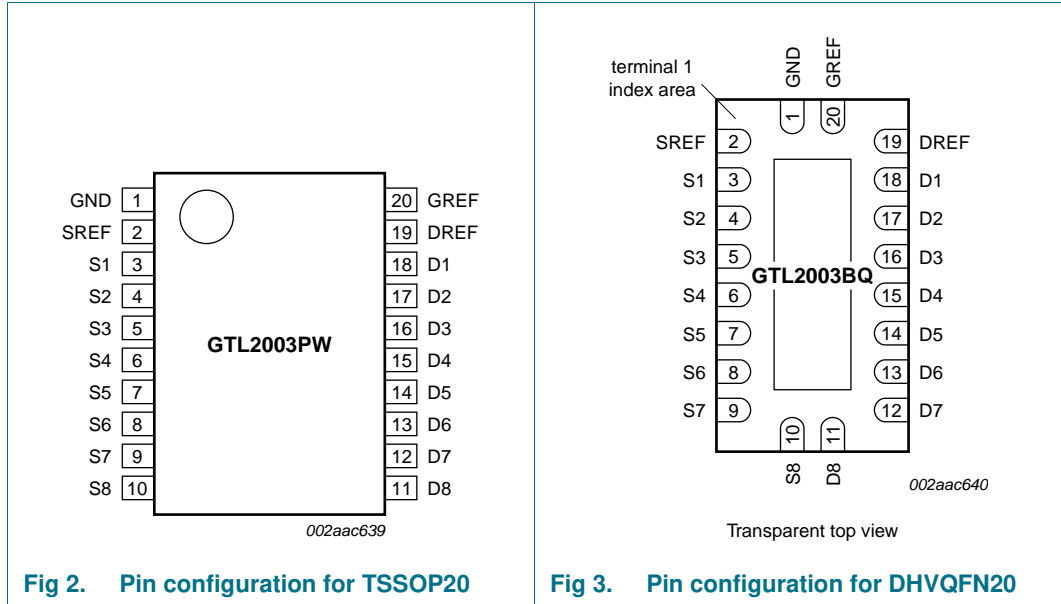 GND 1
20 GREF
SREF 2
19 DREF
S1 3
18 D1
S2 4
17 D2
S3 5
16 D3
S4 6
15 D4
S5 7
14 D5
S6 8
13 D6
S7 9
12 D7
S8 10
11 D8
GTL2003PW
002aac639
Fig 2. Pin configuration for TSSOP20
terminal 1
index area
GND
GREF
1
20
SREF 2
19 DREF
S1 3
18 D1
S2 4
17 D2
S3 5
16 D3
GTL2003BQ
S4 6
15 D4
S5 7
14 D5
S6 8
13 D6
S7 9
12 D7
10
11
S8
D8
002aac640
Transparent top view
Fig 3. Pin configuration for DHVQFN20